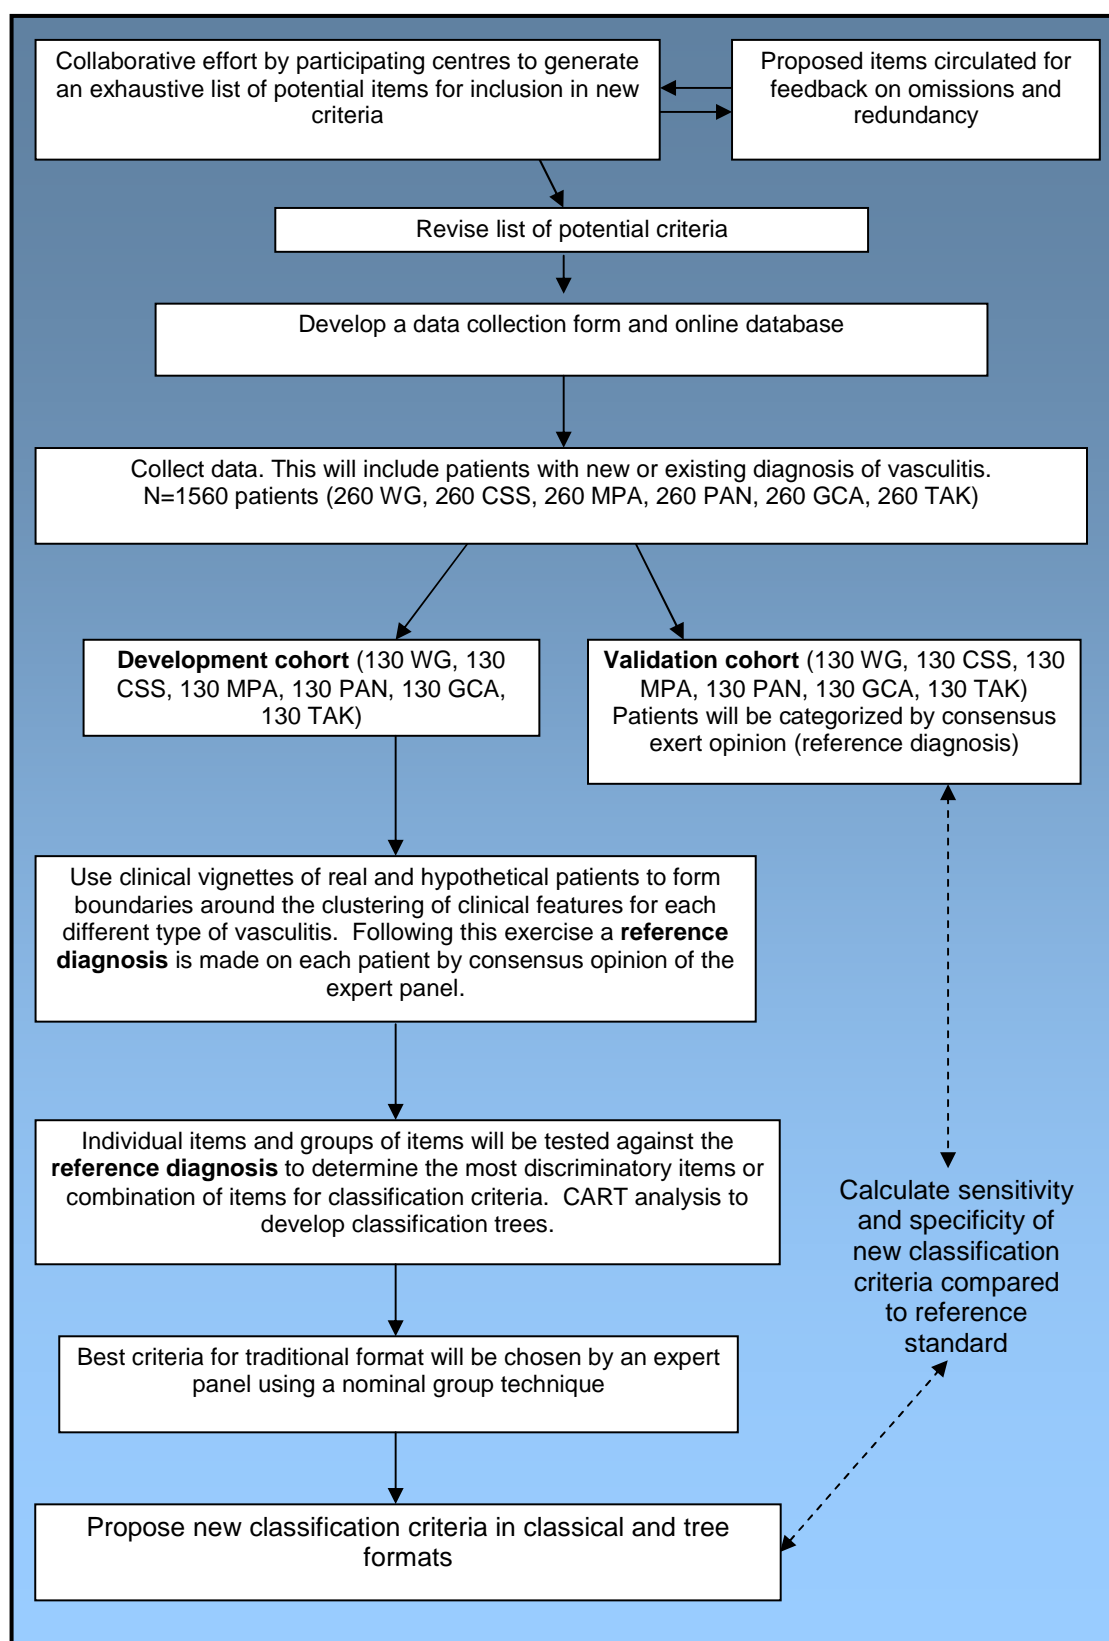 Collaborative effort by participating centres to generate
an exhaustive list of potential items for inclusion in new
criteria
Proposed items circulated for
feedback on omissions and
redundancy
Revise list of potential criteria
Develop a data collection form and online database
Collect data. This will include patients with new or existing diagnosis of vasculitis.
N=1560 patients (260 WG, 260 CSS, 260 MPA, 260 PAN, 260 GCA, 260 TAK)
Development cohort (130 WG, 130
CSS, 130 MPA, 130 PAN, 130 GCA,
130 TAK)
Validation cohort (130 WG, 130 CSS, 130
MPA, 130 PAN, 130 GCA, 130 TAK)
Patients will be categorized by consensus
exert opinion (reference diagnosis)
Use clinical vignettes of real and hypothetical patients to form
boundaries around the clustering of clinical features for each
different type of vasculitis.  Following this exercise a reference
diagnosis is made on each patient by consensus opinion of the
expert panel.
Individual items and groups of items will be tested against the
reference diagnosis to determine the most discriminatory items or
combination of items for classification criteria.  CART analysis to
develop classification trees.
Calculate sensitivity
and specificity of
new classification
criteria compared
to reference
standard
Best criteria for traditional format will be chosen by an expert
panel using a nominal group technique
Propose new classification criteria in classical and tree
formats